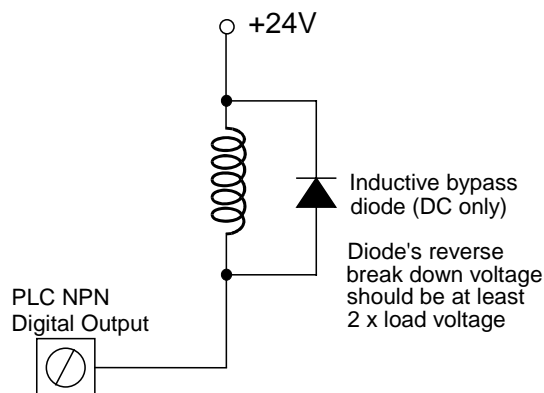 +24V
Inductive bypass
diode (DC only)
Diode's reverse
break down voltage
should be at least
2 x load voltage
PLC NPN
Digital Output